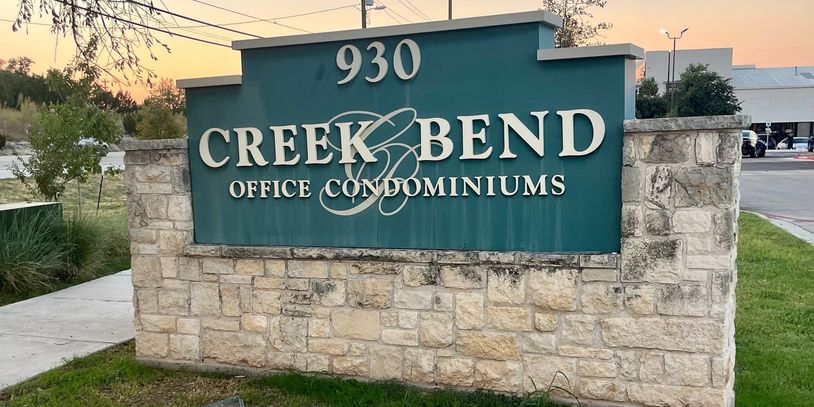 930
CREEK BEND
OFFICE CONDOMINIUMS